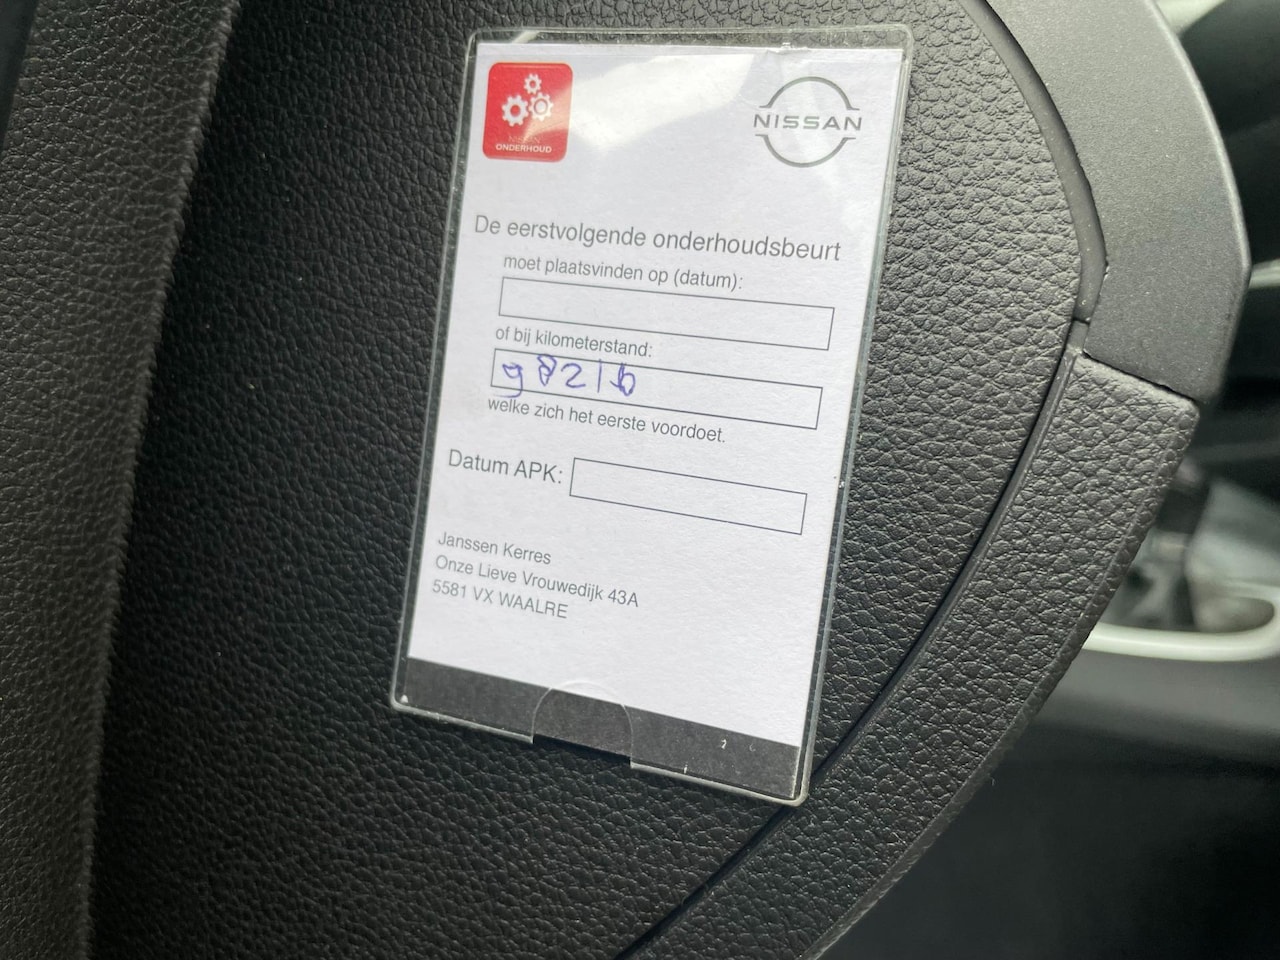 NISSAN
ONDERHOUD
NISSAN
De eerstvolgende onderhoudsbeurt
moet plaatsvinden op (datum):
of bij kilometerstand:
98216
welke zich het eerste voordoet.
Datum APK:
Janssen Kerres
Onze Lieve Vrouwedijk 43A
5581 VX WAALRE